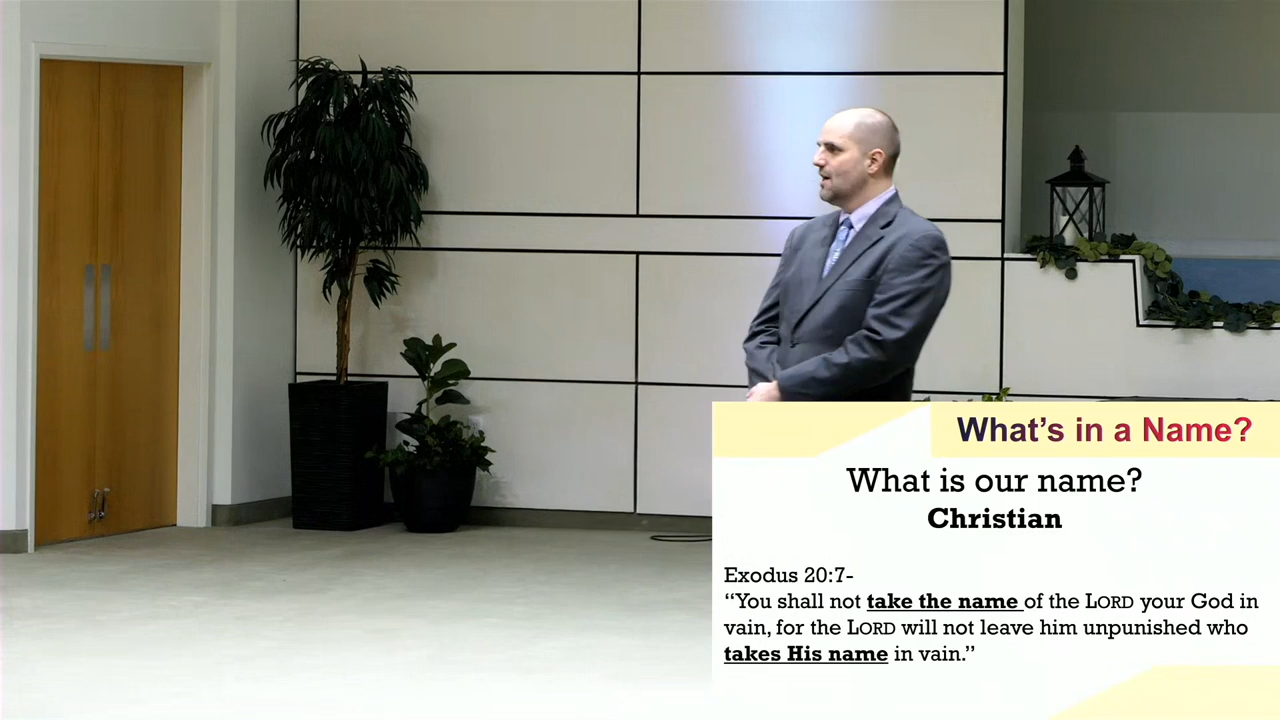 What's in a Name?
What is our name?
Christian
Exodus 20:7-
“You shall not take the name of the LORD your God in
vain, for the LORD will not leave him unpunished who
takes His name in vain.”